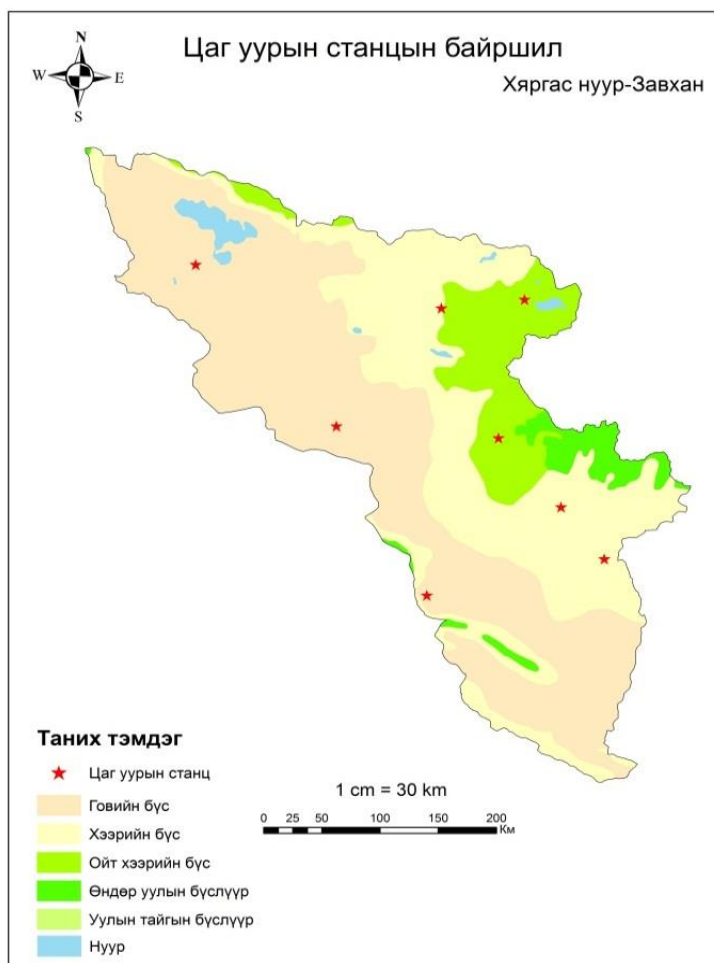 N
Цаг уурын станцын байршил
W E
Хяргас нуур-Завхан
S
Таних тэмдэг
Цаг уурын станц
Говийн бүс
Хээрийн бүс
Ойт хээрийн бүс
Өндөр уулын бүслүүр
Уулын тайгын бүслүүр
Нуур
1 cm = 30 km
0 25 50 100 150 200
Км